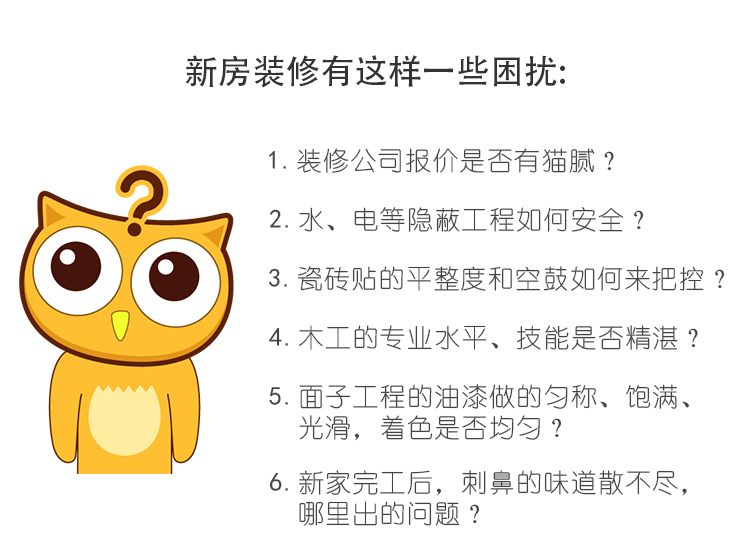 新房装修有这样一些困扰:
?
1. 装修公司报价是否有猫腻？
2. 水、电等隐蔽工程如何安全？
3. 瓷砖贴的平整度和空鼓如何来把控？
4. 木工的专业水平、技能是否精湛？
5. 面子工程的油漆做的匀称、饱满、
光滑，着色是否均匀？
6. 新家完工后，刺鼻的味道散不尽，
哪里出的问题？